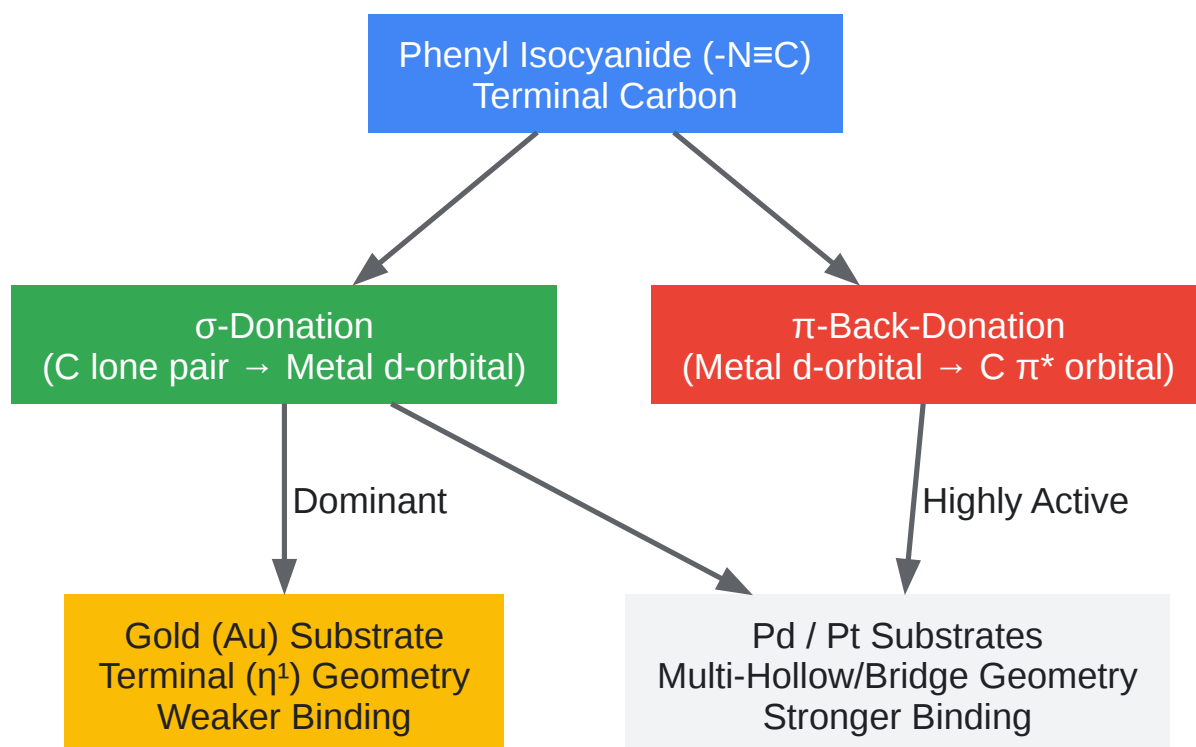 Phenyl Isocyanide (-N≡C)
Terminal Carbon
σ-Donation
(C lone pair → Metal d-orbital)
π-Back-Donation
(Metal d-orbital → C π* orbital)
Dominant
Highly Active
Gold (Au) Substrate
Terminal (η¹) Geometry
Weaker Binding
Pd / Pt Substrates
Multi-Hollow/Bridge Geometry
Stronger Binding